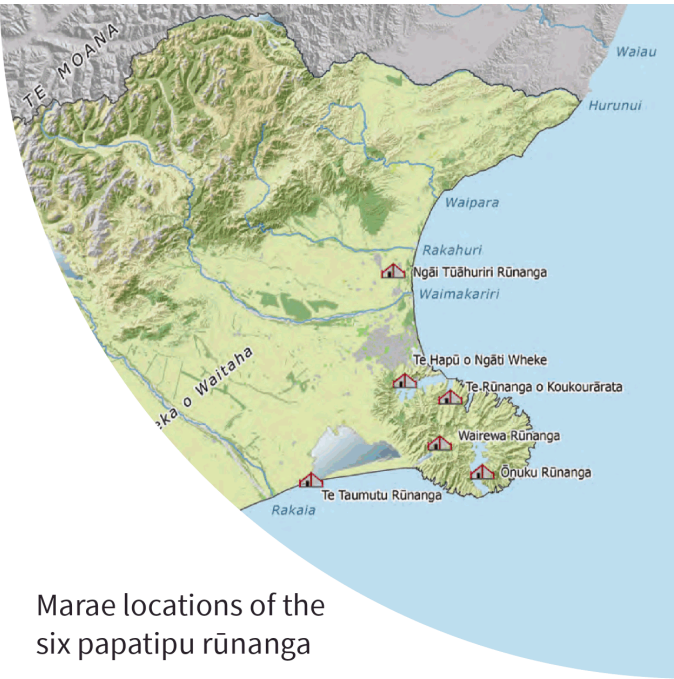 TE MOANA
Waiau
Hurunui
Waipara
Rakahuri
Ngāi Tūāhuriri Rūnanga
Waimakariri
Te Hapū o Ngāti Wheke
Te Rūnanga o Koukourārata
eka o Waitaha
Wairewa Rūnanga
Ōnuku Rūnanga
Te Taumutu Rūnanga
Rakaia
Marae locations of the
six papatipu rūnanga